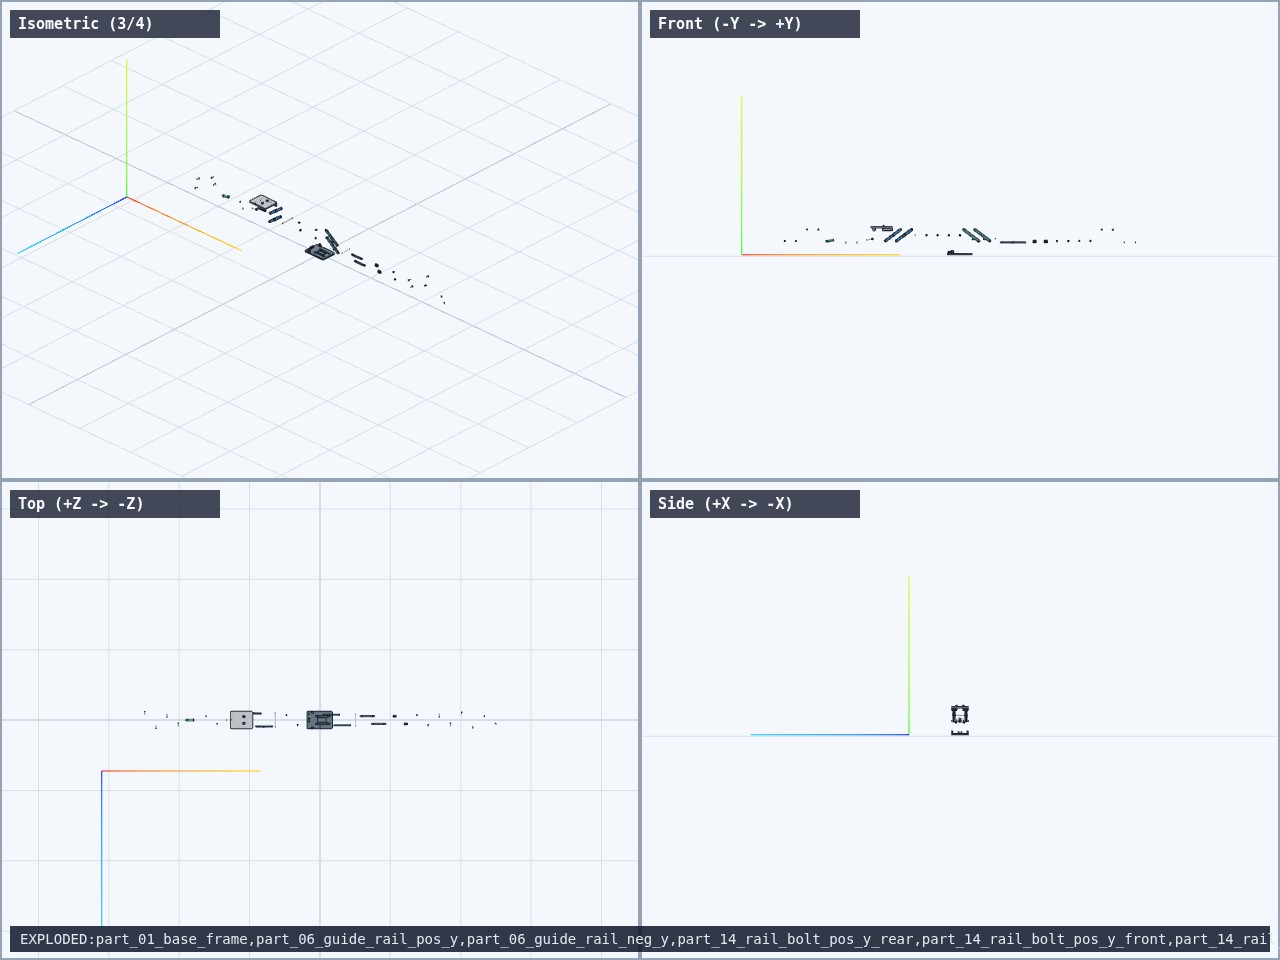 Isometric (3/4)
Front (-Y -> +Y)
Top (+Z -> -Z)
Side (+X -> -X)
EXPLODED:part_01_base_frame,part_06_guide_rail_pos_y,part_06_guide_rail_neg_y,part_14_rail_bolt_pos_y_rear,part_14_rail_bolt_pos_y_front,part_14_rai